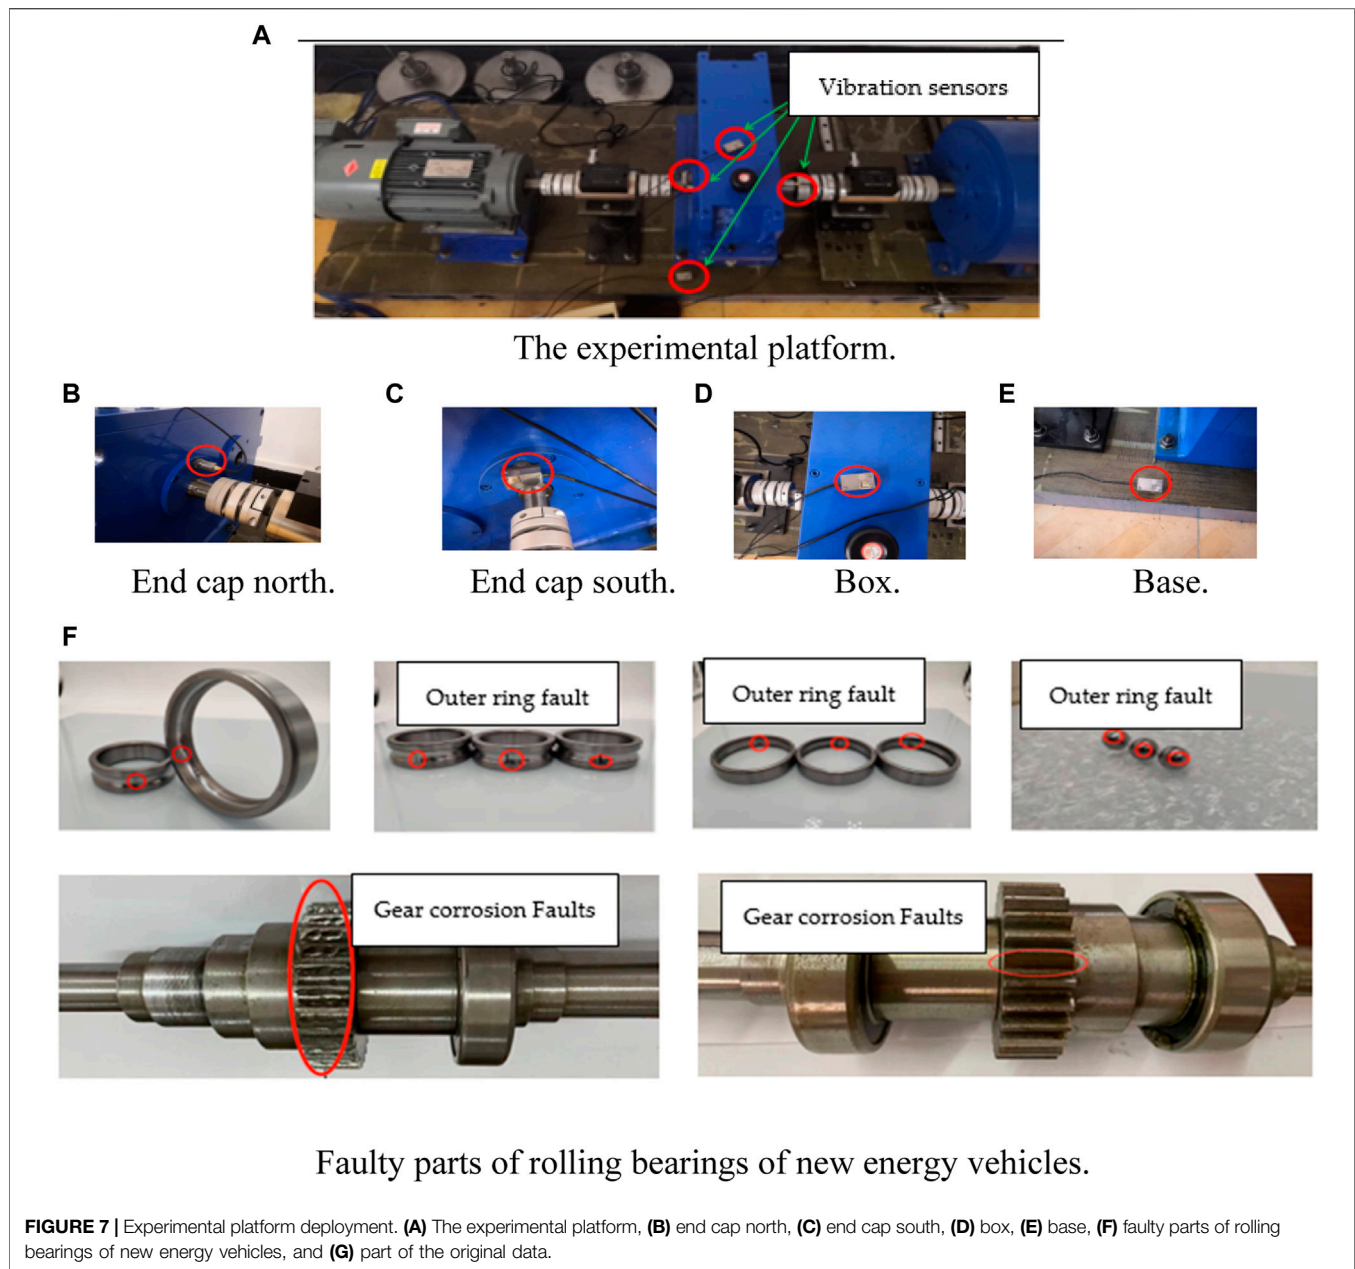 A
Vibration sensors
The experimental platform.
B
C
D
E
End cap north.
End cap south.
Box.
Base.
F
Outer ring fault
Outer ring fault
Outer ring fault
Gear corrosion Faults
Gear corrosion Faults
Faulty parts of rolling bearings of new energy vehicles.
FIGURE 7 | Experimental platform deployment. (A) The experimental platform, (B) end cap north, (C) end cap south, (D) box, (E) base, (F) faulty parts of rolling
bearings of new energy vehicles, and (G) part of the original data.